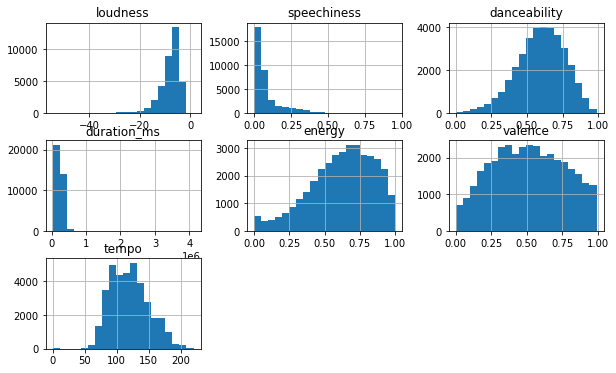 loudness speechiness danceability
10000
5000
0
−40 −20 0
15000
10000
5000
0
0.00 0.25 0.50 0.75 1.00
4000
2000
0
0.00 0.25 0.50 0.75 1.00
duration_ms energy valence
20000
10000
0
0 1 2 3 4
1e6
3000
2000
1000
0
0.00 0.25 0.50 0.75 1.00
2000
1000
0
0.00 0.25 0.50 0.75 1.00
tempo
4000
2000
0
0 50 100 150 200